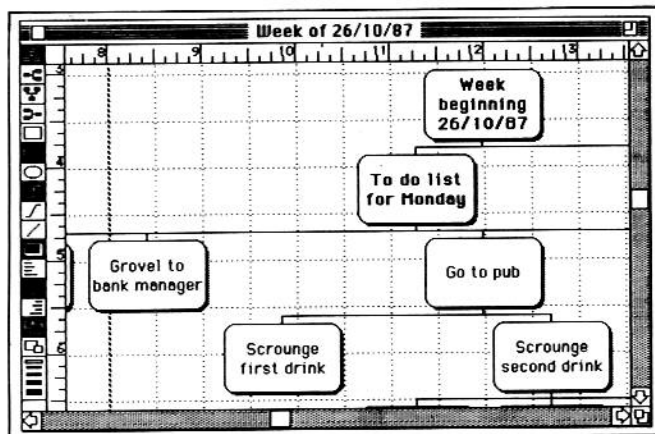 Week of 26/10/87
8 9 10 11 12 13
3
4
5
6
Week
beginning
26/10/87
To do list
for Monday
Grovel to
bank manager
Go to pub
Scrounge
first drink
Scrounge
second drink